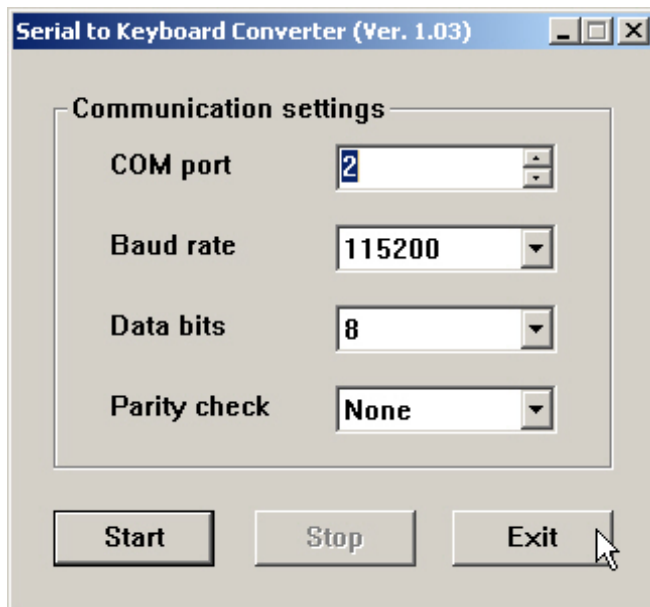 Serial to Keyboard Converter (Ver. 1.03)
Communication settings
COM port 2
Baud rate 115200
Data bits 8
Parity check None
Start Stop Exit